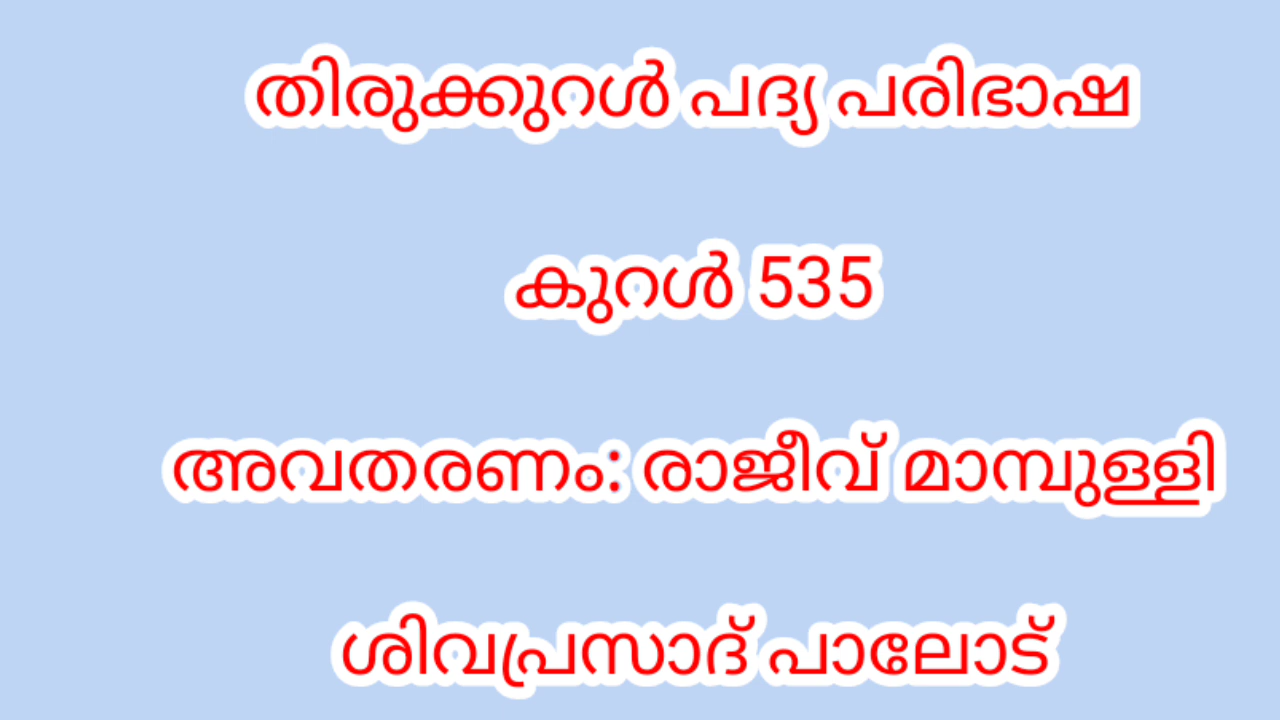 തിരുക്കുറൾ പദ്യ പരിഭാഷ
കുറൾ 535
അവതരണം: രാജീവ് മാമ്പുള്ളി
ശിവപ്രസാദ് പാലോട്